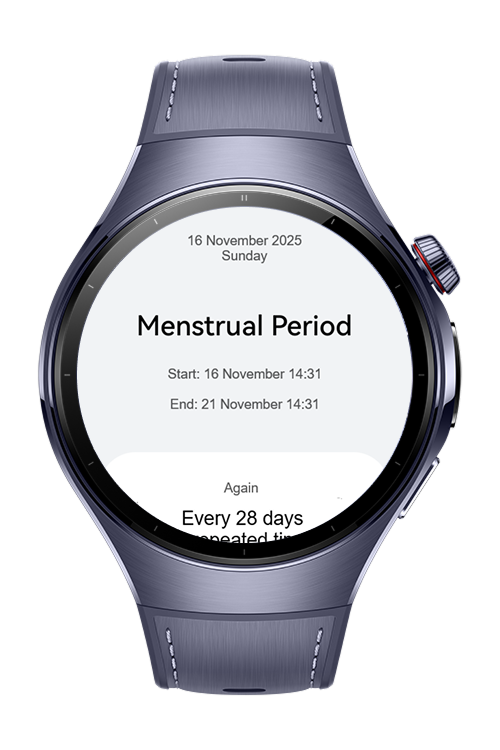 16 November 2025
Sunday
Menstrual Period
Start: 16 November 14:31
End: 21 November 14:31
Again
Every 28 days